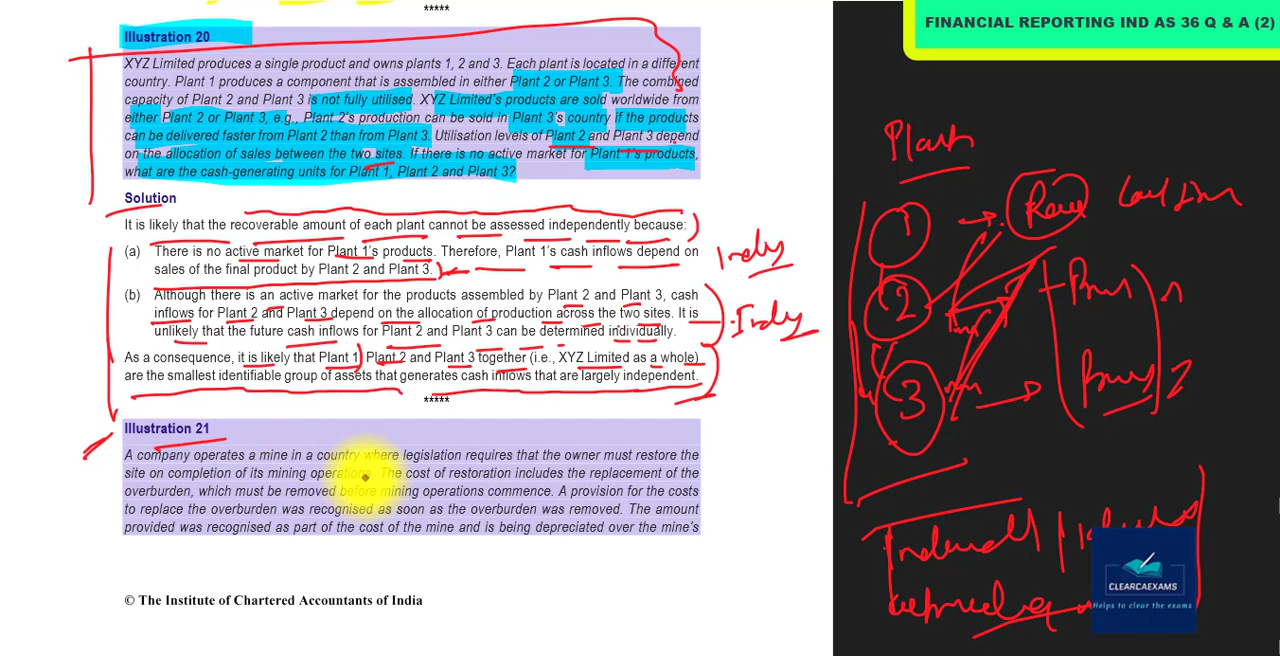 *****
FINANCIAL REPORTING IND AS 36 Q & A (2)
Illustration 20
XYZ Limited produces a single product and owns plants 1, 2 and 3. Each plant is located in a different
country. Plant 1 produces a component that is assembled in either Plant 2 or Plant 3. The combined
capacity of Plant 2 and Plant 3 is not fully utilised. XYZ Limited's products are sold worldwide from
either Plant 2 or Plant 3, e.g., Plant 2's production can be sold in Plant 3's country if the products
can be delivered faster from Plant 2 than from Plant 3. Utilisation levels of Plant 2 and Plant 3 depend
on the allocation of sales between the two sites. If there is no active market for Plant 1's products,
what are the cash-generating units for Plant 1, Plant 2 and Plant 3?
Solution
It is likely that the recoverable amount of each plant cannot be assessed independently because:
(a) There is no active market for Plant 1's products. Therefore, Plant 1's cash inflows depend on
sales of the final product by Plant 2 and Plant 3.
(b) Although there is an active market for the products assembled by Plant 2 and Plant 3, cash
inflows for Plant 2 and Plant 3 depend on the allocation of production across the two sites. It is
unlikely that the future cash inflows for Plant 2 and Plant 3 can be determined individually.
As a consequence, it is likely that Plant 1, Plant 2 and Plant 3 together (i.e., XYZ Limited as a whole)
are the smallest identifiable group of assets that generates cash inflows that are largely independent.
*****
Illustration 21
A company operates a mine in a country where legislation requires that the owner must restore the
site on completion of its mining operations. The cost of restoration includes the replacement of the
overburden, which must be removed before mining operations commence. A provision for the costs
to replace the overburden was recognised as soon as the overburden was removed. The amount
provided was recognised as part of the cost of the mine and is being depreciated over the mine's
© The Institute of Chartered Accountants of India
Plant
1
2
3
1
2
CLEARCAEXAMS
Helps to clear the exams